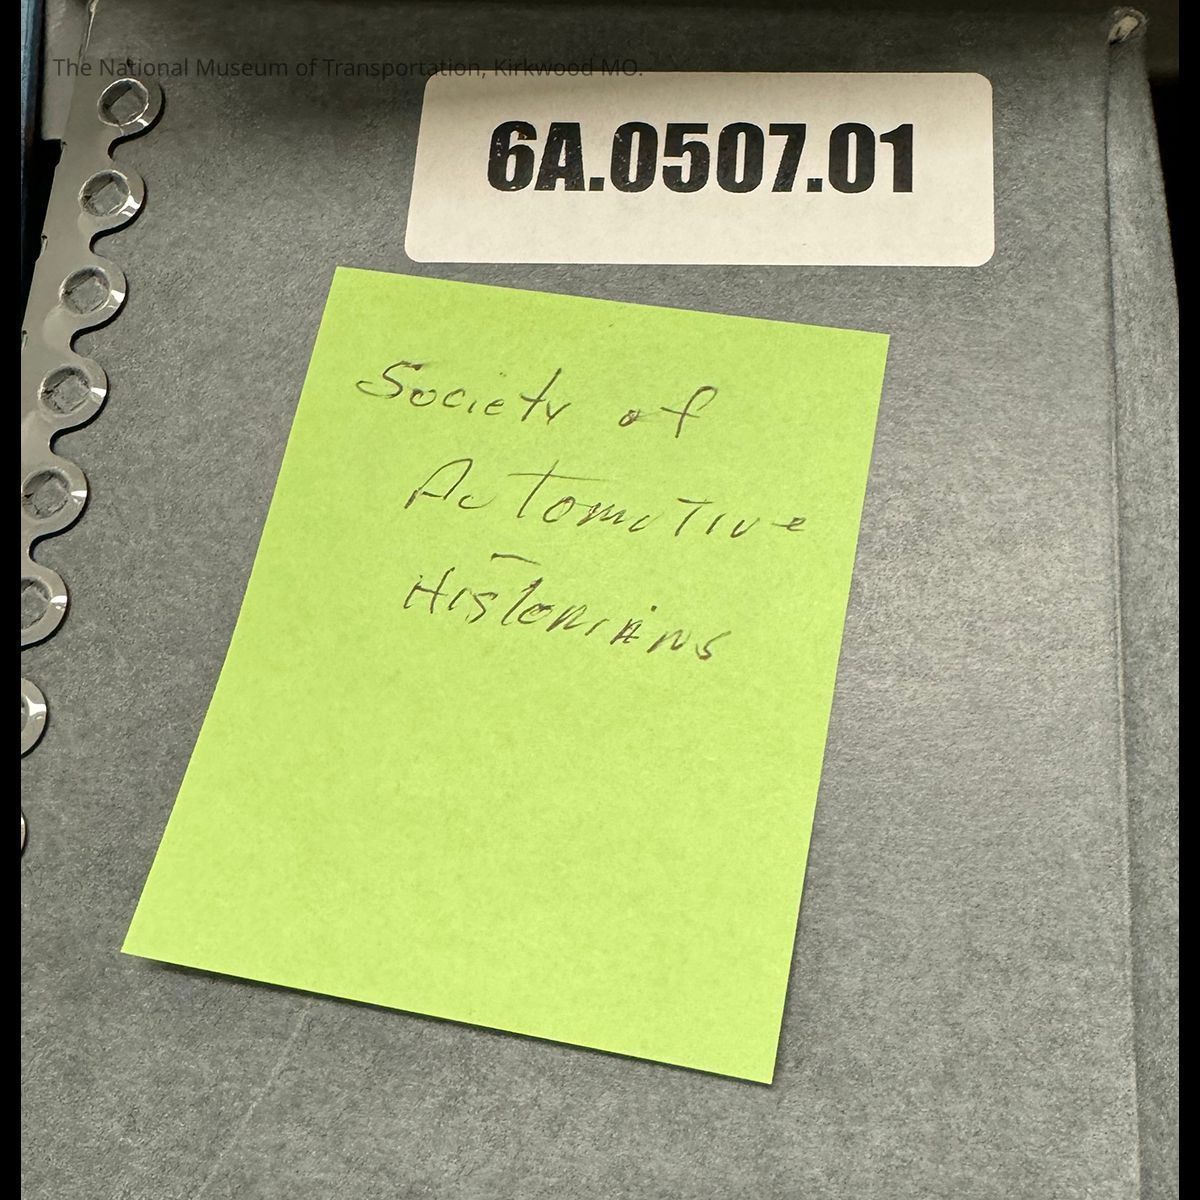 The National Museum of Transportation, Kirkwood MO.
6A.0507.01
Society of
Automotive
Historians